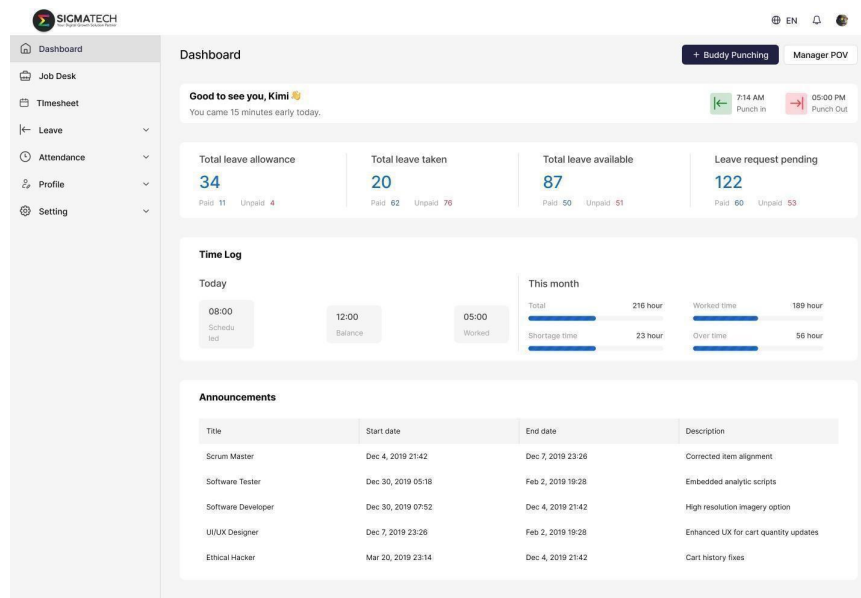 SIGMATECH
Your Digital Growth Solution Partner
EN
Dashboard
Job Desk
TImesheet
Leave
Attendance
Profile
Setting
Dashboard
+ Buddy Punching
Manager POV
Good to see you, Kimi👋
You came 15 minutes early today.
7:14 AM
Punch in
05:00 PM
Punch Out
Total leave allowance
34
Paid 11 Unpaid 4
Total leave taken
20
Paid 62 Unpaid 76
Total leave available
87
Paid 50 Unpaid 51
Leave request pending
122
Paid 60 Unpaid 53
Time Log
Today
08:00
Schedu
led
12:00
Balance
05:00
Worked
This month
Total 216 hour
Worked time 189 hour
Shortage time 23 hour
Over time 56 hour
Announcements
Title Start date End date Description
Scrum Master Dec 4, 2019 21:42 Dec 7, 2019 23:26 Corrected item alignment
Software Tester Dec 30, 2019 05:18 Feb 2, 2019 19:28 Embedded analytic scripts
Software Developer Dec 30, 2019 07:52 Dec 4, 2019 21:42 High resolution imagery option
UI/UX Designer Dec 7, 2019 23:26 Feb 2, 2019 19:28 Enhanced UX for cart quantity updates
Ethical Hacker Mar 20, 2019 23:14 Dec 4, 2019 21:42 Cart history fixes